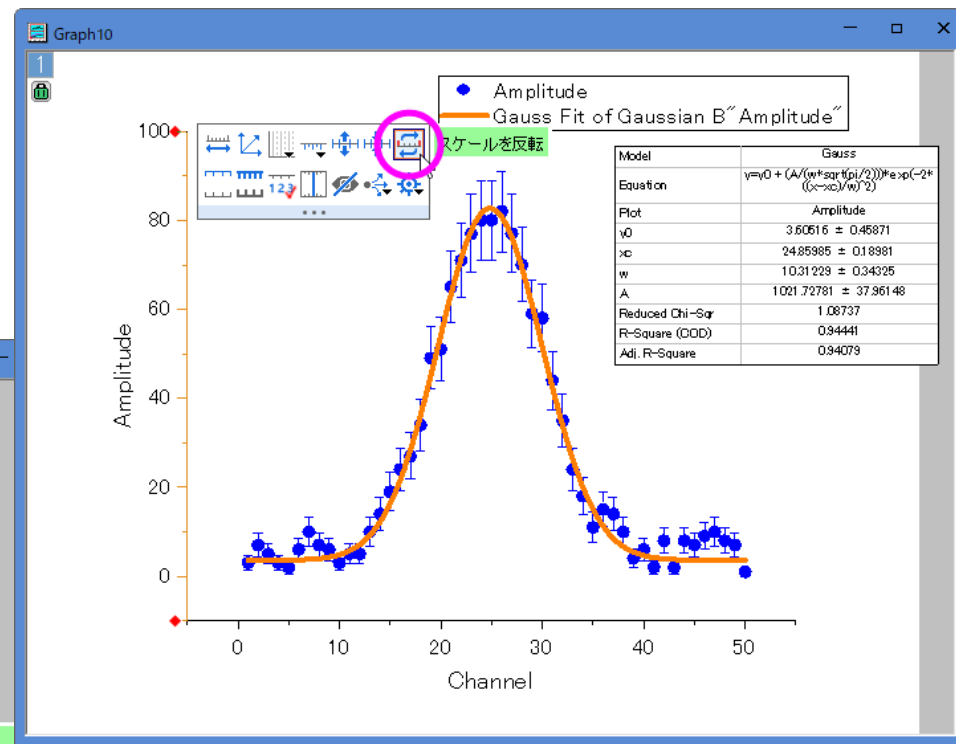 Graph10
1
Amplitude
Gauss Fit of Gaussian B"Amplitude"
スケールを反転
123
Model Gauss
Equation y=y0 + (A/(w*sqrt(pi/2)))*exp(-2*
((x-xc)/w)^2)
Plot Amplitude
y0 3.60516 ± 0.45871
xc 24.85985 ± 0.18981
w 10.31229 ± 0.34325
A 1021.72781 ± 37.96148
Reduced Chi-Sqr 1.08737
R-Square (COD) 0.94441
Adj. R-Square 0.94079
100
80
60
40
20
0
Amplitude
0 10 20 30 40 50
Channel